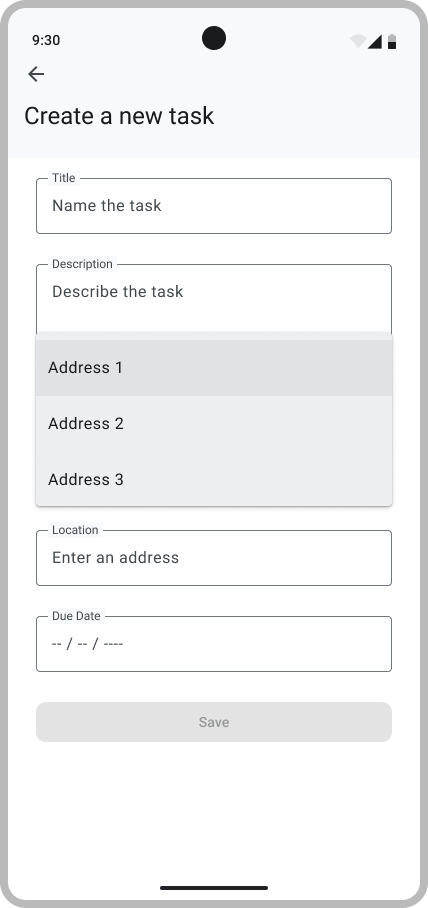 9:30
Create a new task
Title
Name the task
Description
Describe the task
Address 1
Address 2
Address 3
Location
Enter an address
Due Date
-- / -- / ----
Save